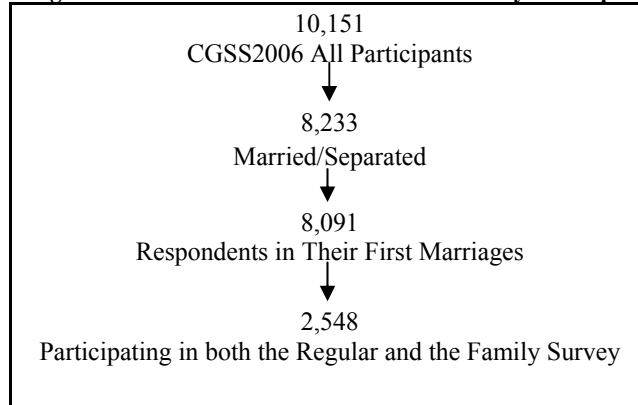 10,151
CGSS2006 All Participants
8,233
Married/Separated
8,091
Respondents in Their First Marriages
2,548
Participating in both the Regular and the Family Survey